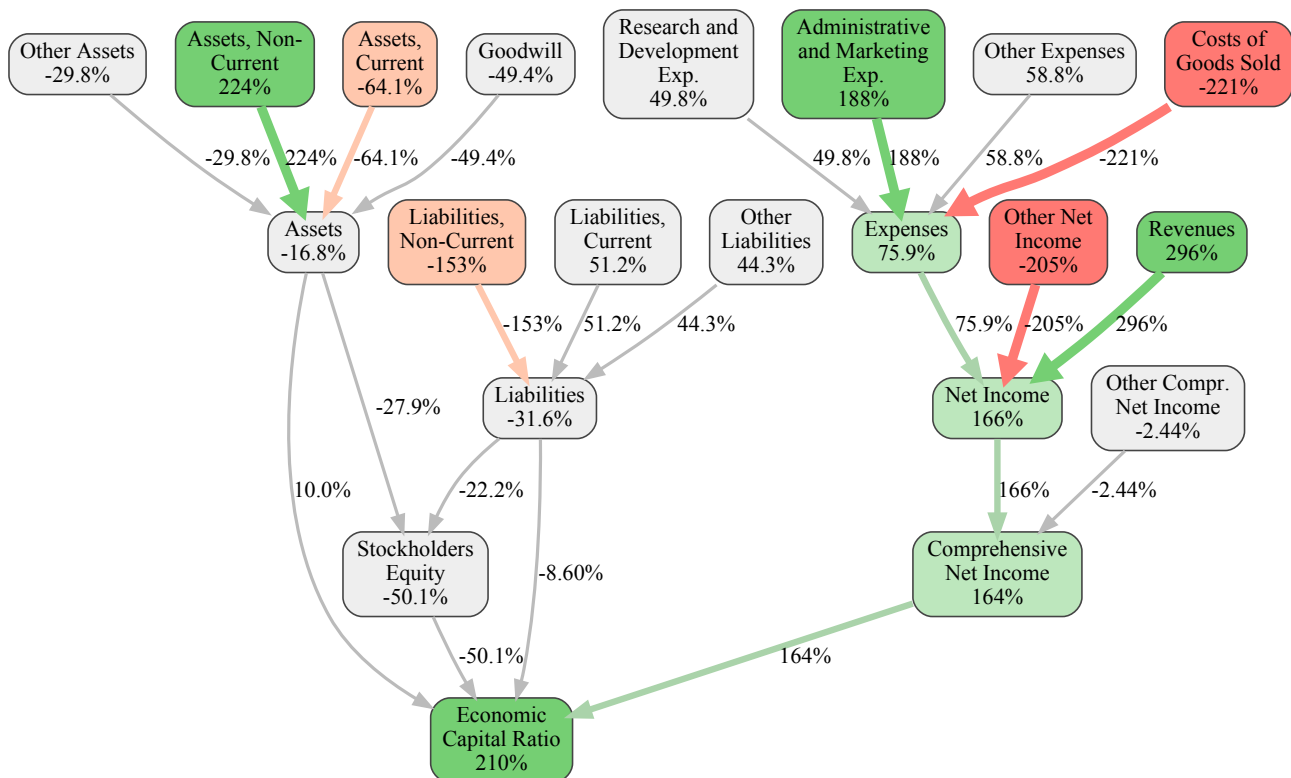 Other Assets
-29.8%
Assets, Non-
Current
224%
Assets,
Current
-64.1%
Goodwill
-49.4%
Research and
Development
Exp.
49.8%
Administrative
and Marketing
Exp.
188%
Other Expenses
58.8%
Costs of
Goods Sold
-221%
-29.8%
224%
-64.1%
-49.4%
49.8%
188%
58.8%
-221%
Assets
-16.8%
Liabilities,
Non-Current
-153%
Liabilities,
Current
51.2%
Other
Liabilities
44.3%
Expenses
75.9%
Other Net
Income
-205%
Revenues
296%
-153%
51.2%
44.3%
75.9%
-205%
296%
-27.9%
Liabilities
-31.6%
Net Income
166%
Other Compr.
Net Income
-2.44%
10.0%
-22.2%
166%
-2.44%
Stockholders
Equity
-50.1%
-8.60%
Comprehensive
Net Income
164%
-50.1%
164%
Economic
Capital Ratio
210%